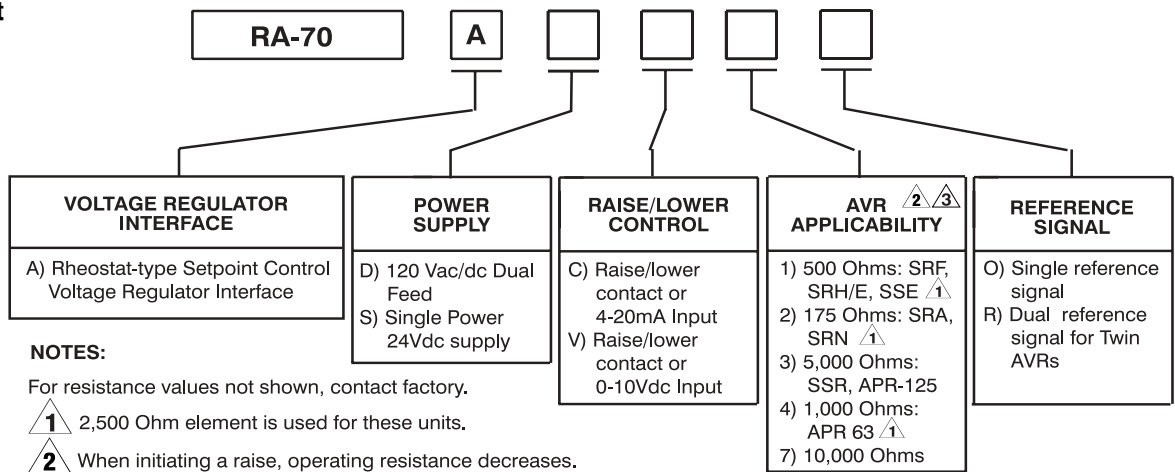 t
RA-70 A
VOLTAGE REGULATOR
INTERFACE
A) Rheostat-type Setpoint Control
Voltage Regulator Interface
POWER
SUPPLY
D) 120 Vac/dc Dual
Feed
S) Single Power
24Vdc supply
RAISE/LOWER
CONTROL
C) Raise/lower
contact or
4-20mA Input
V) Raise/lower
contact or
0-10Vdc Input
AVR 2 3
APPLICABILITY
1) 500 Ohms: SRF,
SRH/E, SSE 1
2) 175 Ohms: SRA,
SRN 1
3) 5,000 Ohms:
SSR, APR-125
4) 1,000 Ohms:
APR 63 1
7) 10,000 Ohms
REFERENCE
SIGNAL
O) Single reference
signal
R) Dual reference
signal for Twin
AVRs
NOTES:
For resistance values not shown, contact factory.
1 2,500 Ohm element is used for these units.
2 When initiating a raise, operating resistance decreases.